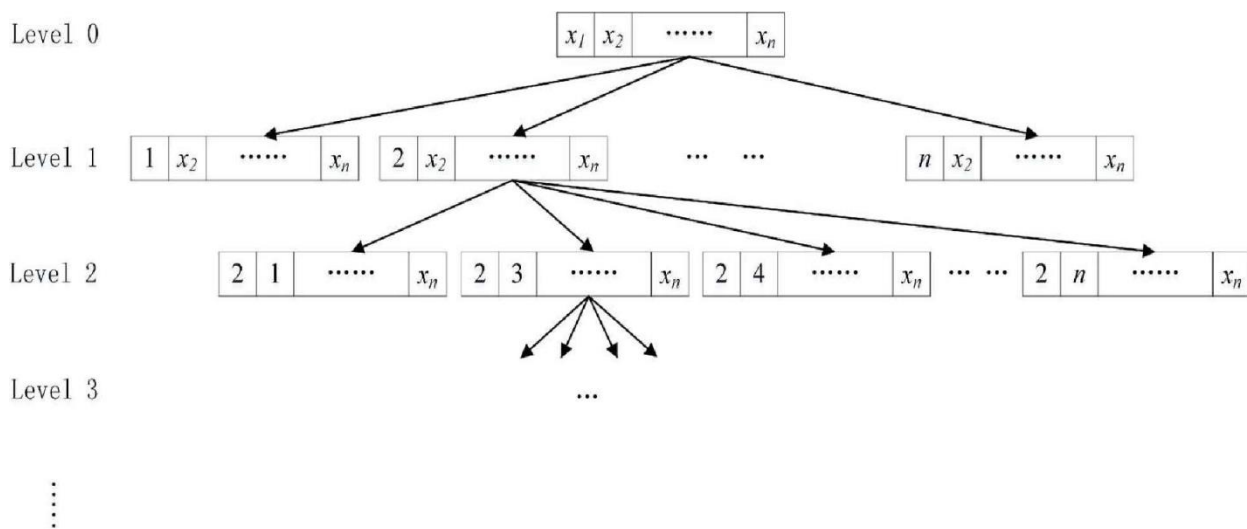 Level 0 x₁ x₂ ⋯⋯ xₙ
Level 1 1 x₂ ⋯⋯ xₙ 2 x₂ ⋯⋯ xₙ ⋯ ⋯ n x₂ ⋯⋯ xₙ
Level 2 2 1 ⋯⋯ xₙ 2 3 ⋯⋯ xₙ 2 4 ⋯⋯ xₙ ⋯ ⋯ 2 n ⋯⋯ xₙ
Level 3 ⋯